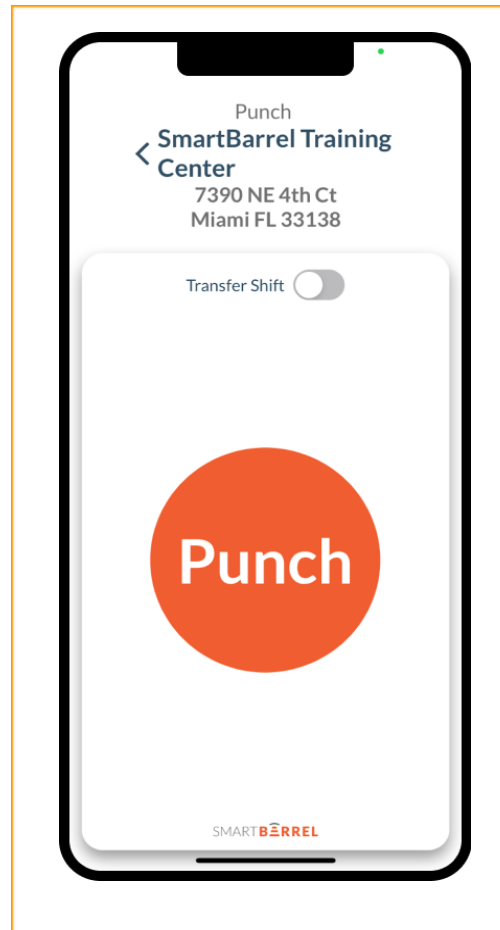 Punch
SmartBarrel Training
Center
7390 NE 4th Ct
Miami FL 33138
Transfer Shift
Punch
SMARTBARREL